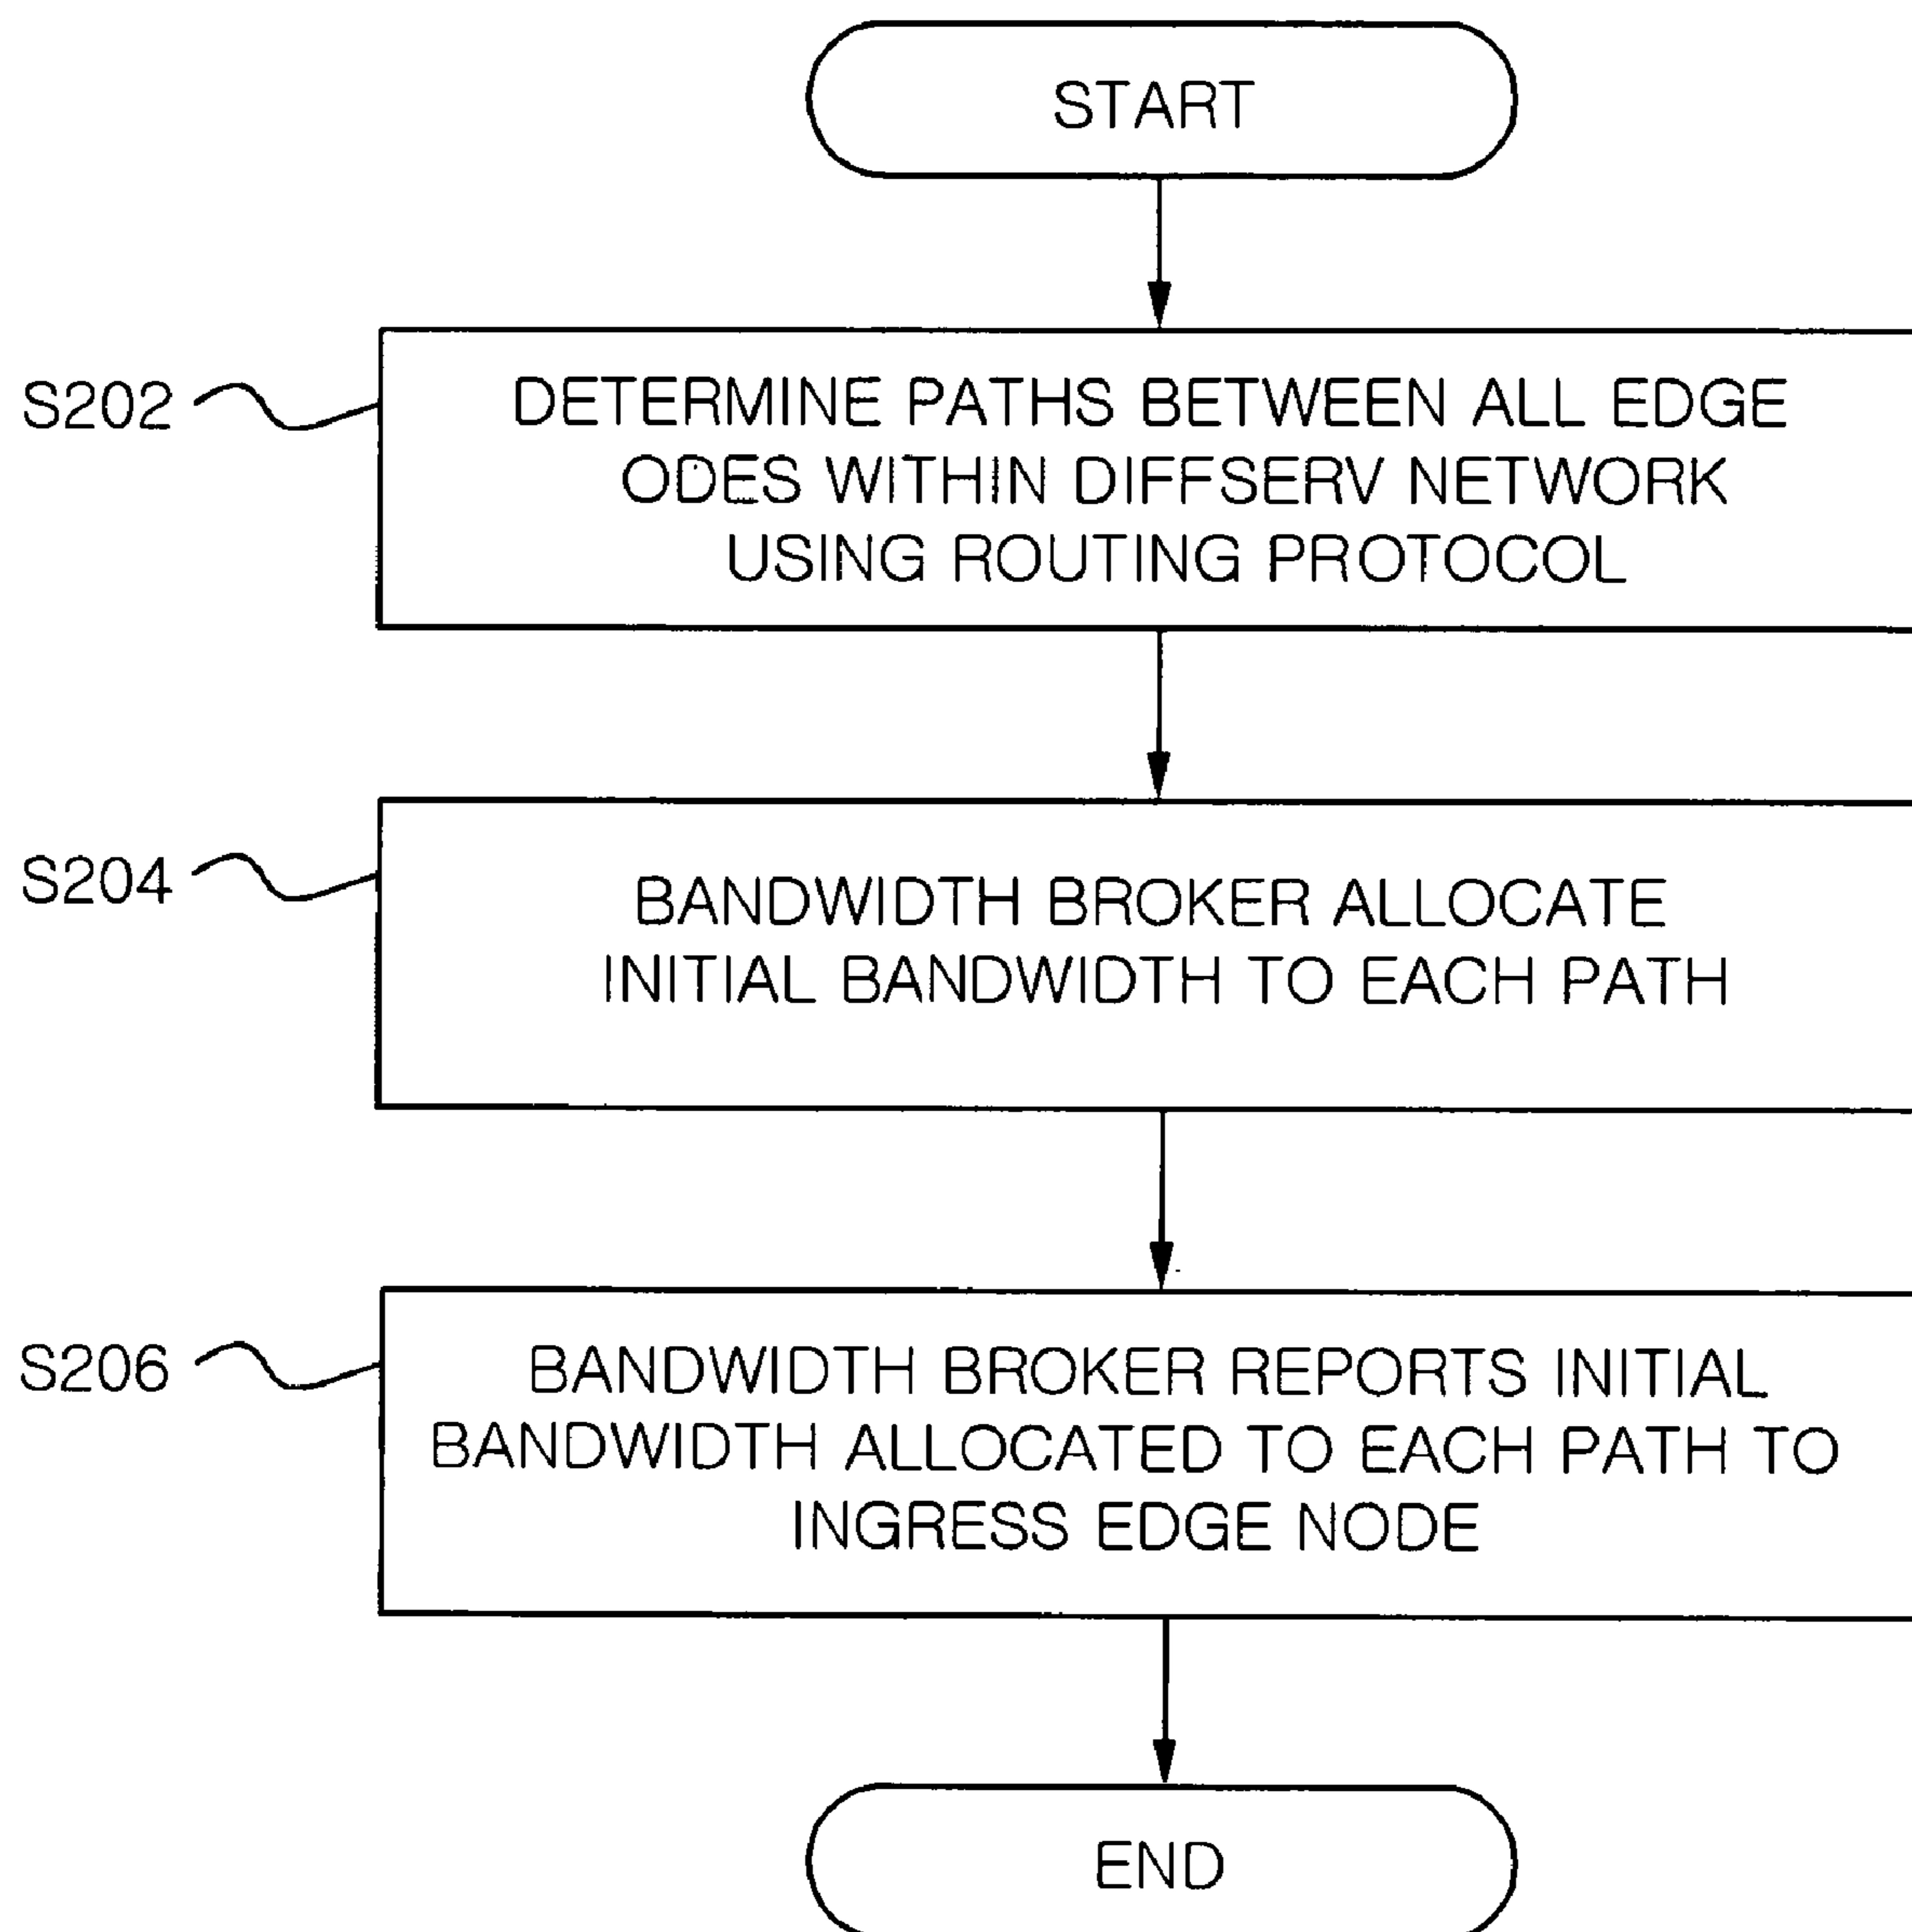 START
S202
DETERMINE PATHS BETWEEN ALL EDGE
ODES WITHIN DIFFSERV NETWORK
USING ROUTING PROTOCOL
S204
BANDWIDTH BROKER ALLOCATE
INITIAL BANDWIDTH TO EACH PATH
S206
BANDWIDTH BROKER REPORTS INITIAL
BANDWIDTH ALLOCATED TO EACH PATH TO
INGRESS EDGE NODE
END